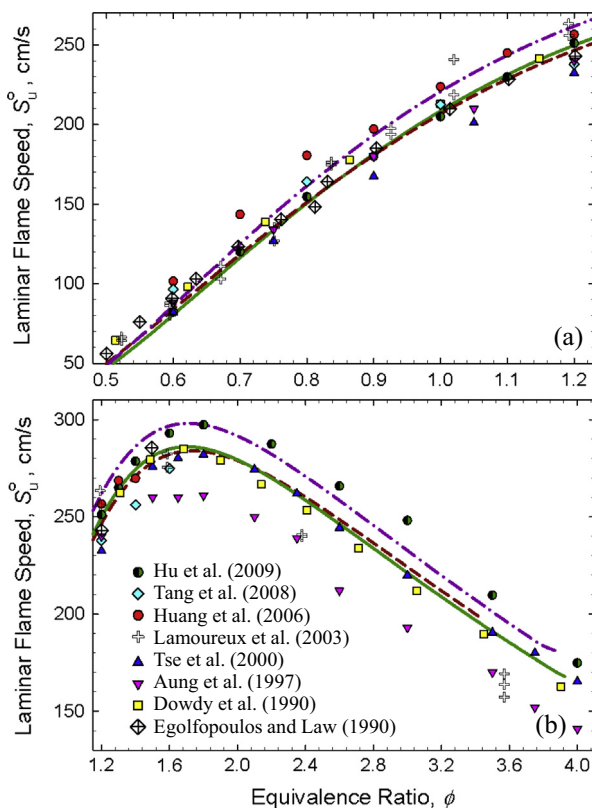 Laminar Flame Speed, S°u, cm/s
250
200
150
100
50
0.5 0.6 0.7 0.8 0.9 1.0 1.1 1.2
(a)
Laminar Flame Speed, S°u, cm/s
300
250
200
150
Hu et al. (2009)
Tang et al. (2008)
Huang et al. (2006)
Lamoureux et al. (2003)
Tse et al. (2000)
Aung et al. (1997)
Dowdy et al. (1990)
Egolfopoulos and Law (1990)
(b)
1.2 1.6 2.0 2.4 2.8 3.2 3.6 4.0
Equivalence Ratio, ϕ